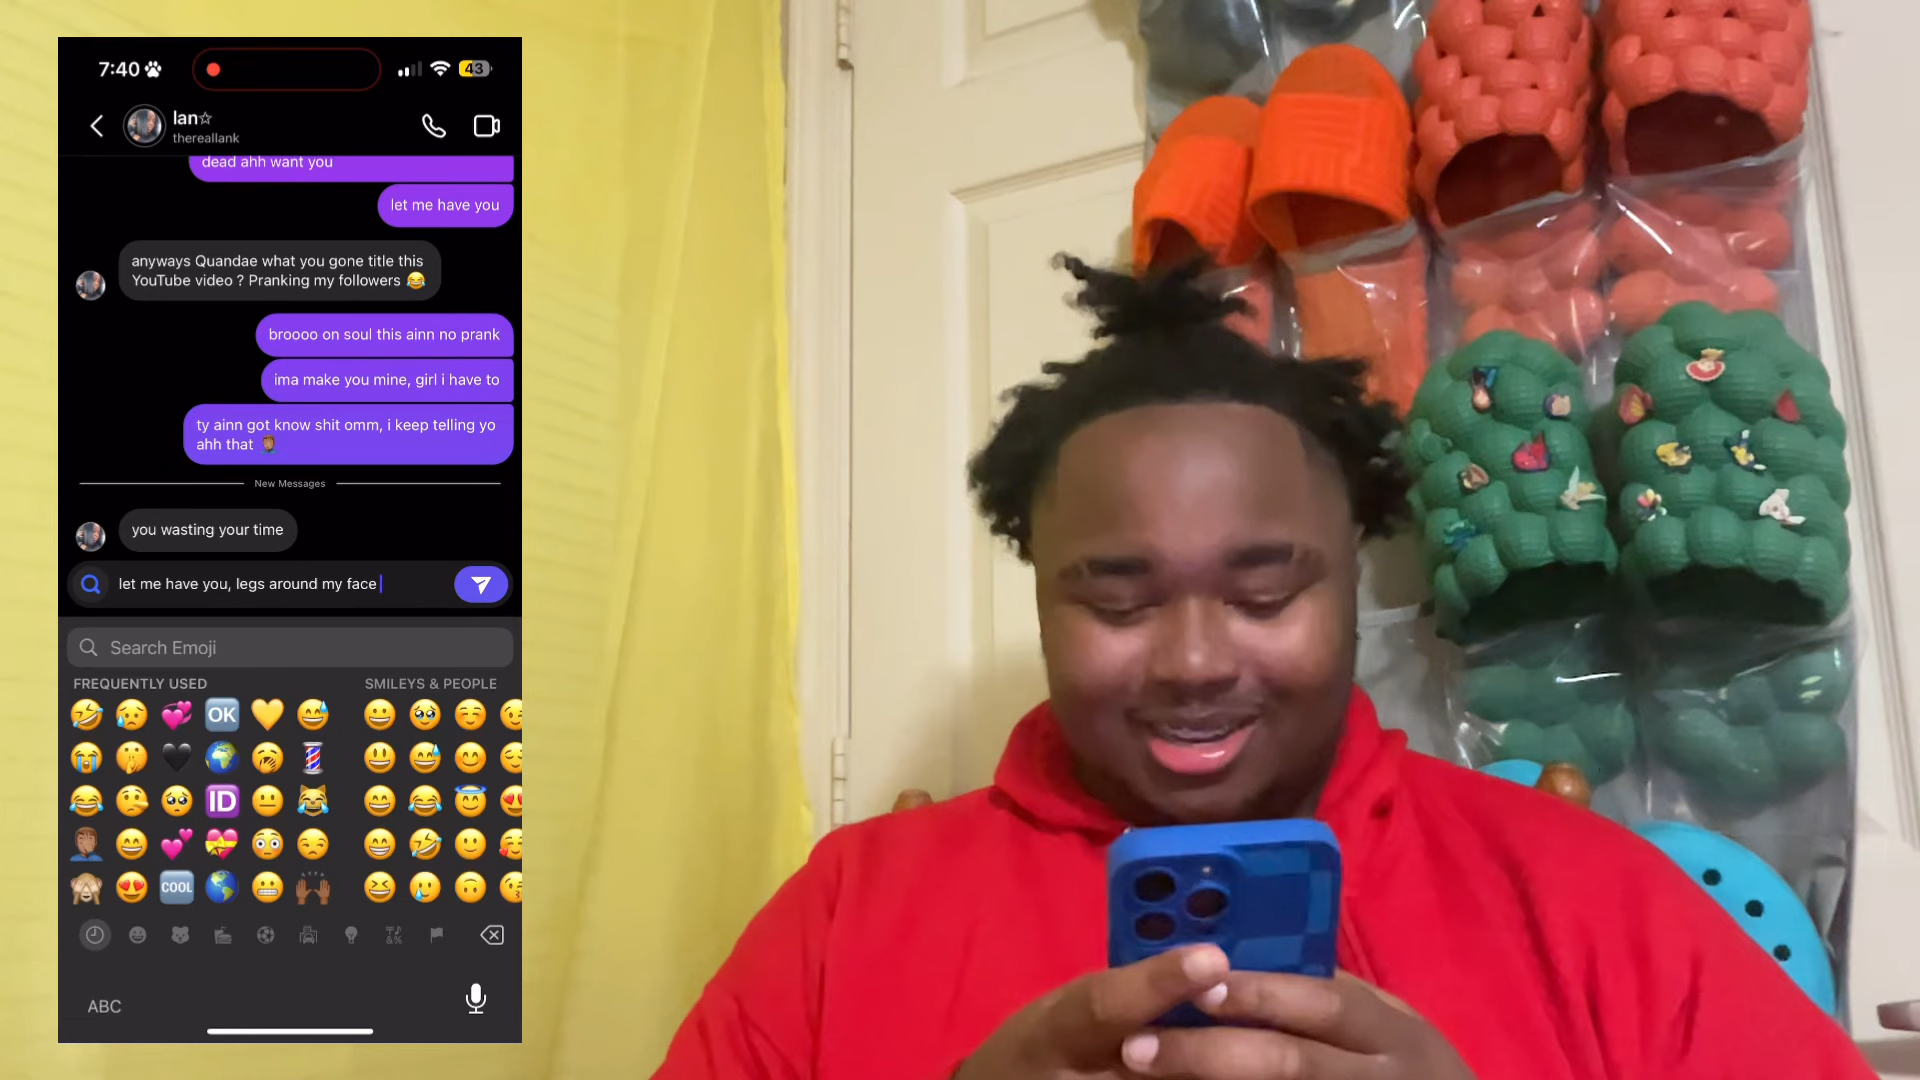 7:40
43
lan☆
thereallank
dead ahh want you
let me have you
anyways Quandae what you gone title this
YouTube video ? Pranking my followers 😂
broooo on soul this ainn no prank
ima make you mine, girl i have to
ty ainn got know shit omm, i keep telling yo
ahh that 🤦🏾‍♂️
New Messages
you wasting your time
let me have you, legs around my face
Search Emoji
FREQUENTLY USED
SMILEYS & PEOPLE
OK
ID
COOL
ABC